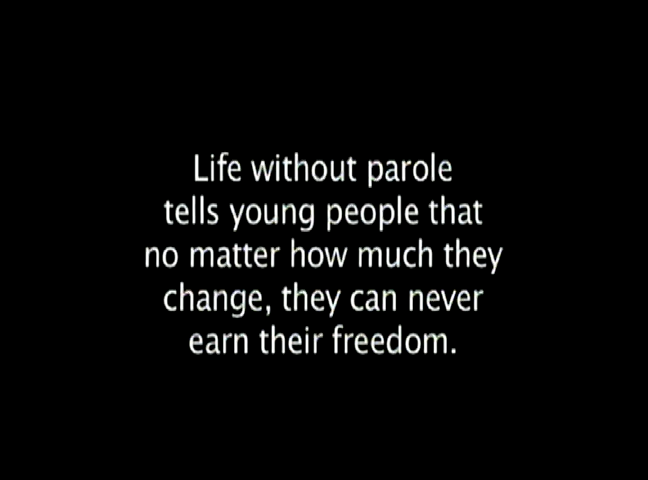 Life without parole
tells young people that
no matter how much they
change, they can never
earn their freedom.